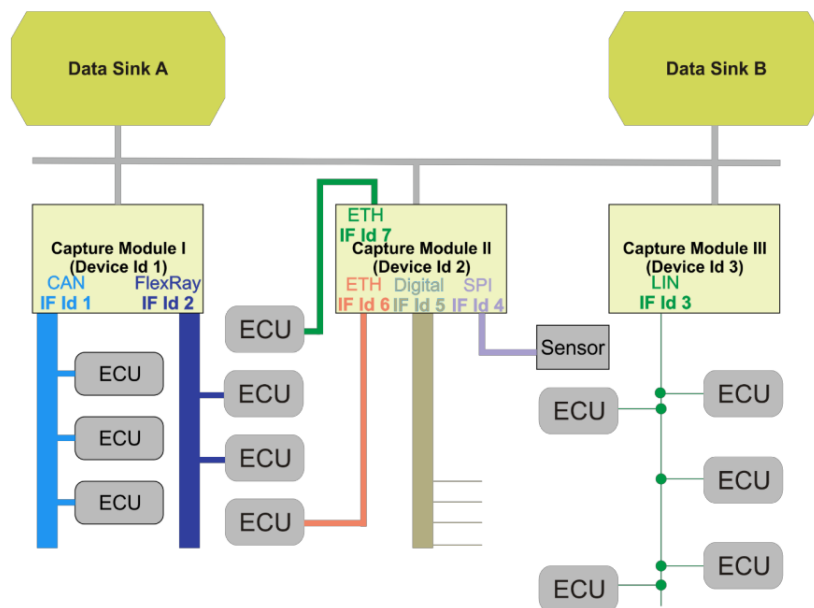 Data Sink A
Data Sink B
Capture Module I
(Device Id 1)
CAN
IF Id 1
FlexRay
IF Id 2
ETH
IF Id 7
Capture Module II
(Device Id 2)
ETH
IF Id 6
Digital
IF Id 5
SPI
IF Id 4
Capture Module III
(Device Id 3)
LIN
IF Id 3
ECU
ECU
ECU
ECU
ECU
ECU
ECU
Sensor
ECU
ECU
ECU
ECU
ECU